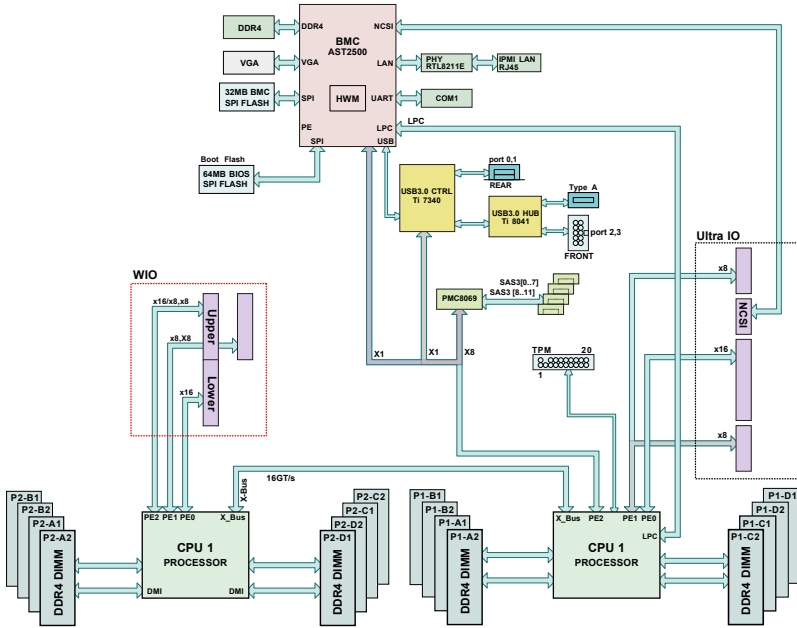 BMC
AST2500
DDR4
NCSI
DDR4
VGA
VGA
LAN
PHY
RTL8211E
IPMI LAN
RJ45
32MB BMC
SPI FLASH
SPI
HWM
UART
COM1
PE
LPC
LPC
SPI
USB
Boot Flash
64MB BIOS
SPI FLASH
USB3.0 CTRL
Ti 7340
port 0,1
REAR
USB3.0 HUB
Ti 8041
Type A
port 2,3
FRONT
Ultra IO
x8
NCSI
x16
x8
WIO
x16/x8,x8
Upper
x8,X8
Lower
x16
PMC8069
SAS3[0..7]
SAS3 [8..11]
X1
X1
X8
TPM
20
1
X-Bus
16GT/s
P2-B1
P2-B2
P2-A1
P2-A2
DDR4 DIMM
PE2
PE1
PE0
X_Bus
CPU 1
PROCESSOR
DMI
DMI
P2-C2
P2-C1
P2-D2
P2-D1
DDR4 DIMM
P1-B1
P1-B2
P1-A1
P1-A2
DDR4 DIMM
X_Bus
PE2
PE1
PE0
LPC
CPU 1
PROCESSOR
P1-D1
P1-D2
P1-C1
P1-C2
DDR4 DIMM